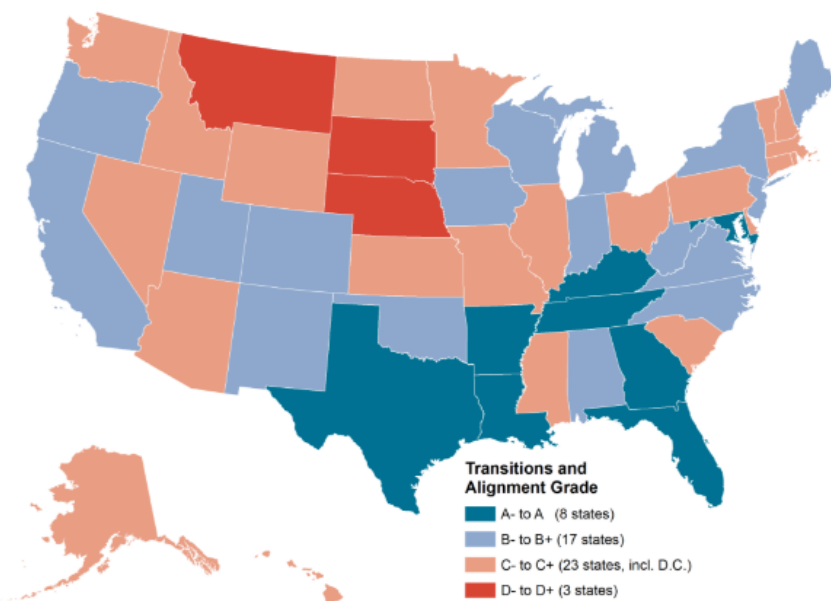 Transitions and
Alignment Grade
A- to A (8 states)
B- to B+ (17 states)
C- to C+ (23 states, incl. D.C.)
D- to D+ (3 states)